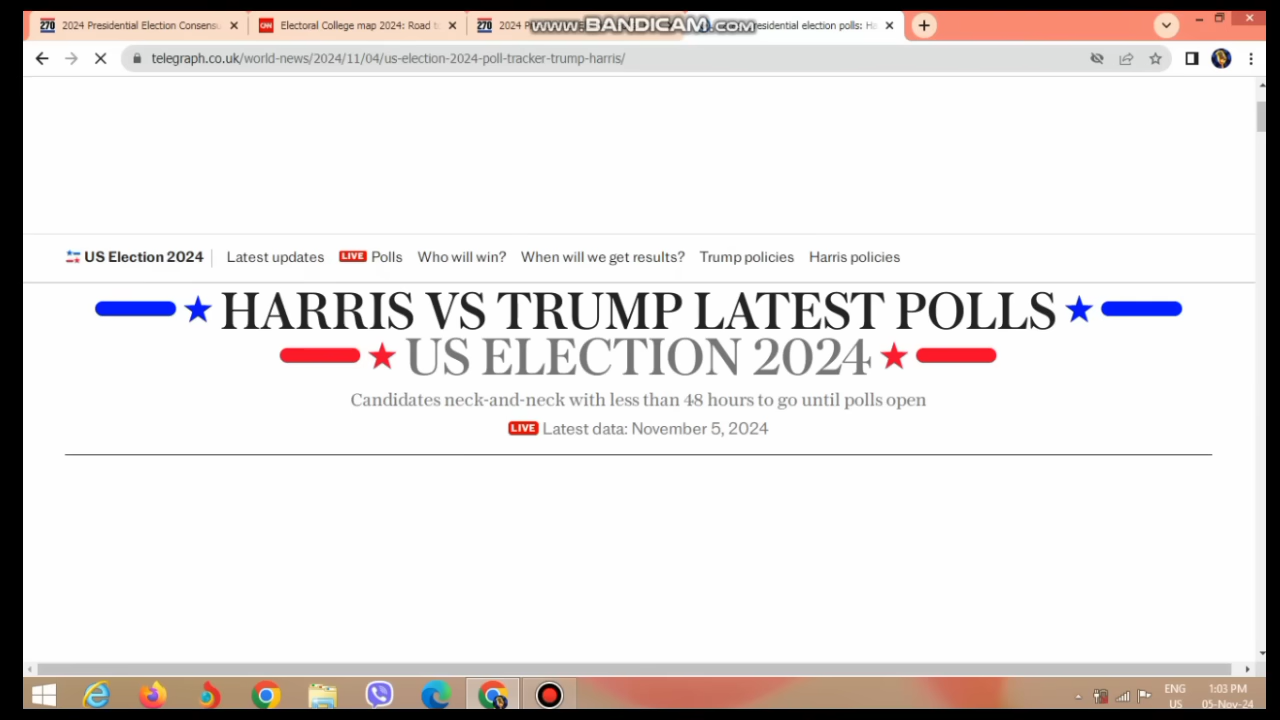 2024 Presidential Election Consensu
CNN Electoral College map 2024: Road t
270 2024 P
www.BANDICAM.com
residential election polls: Ha
telegraph.co.uk/world-news/2024/11/04/us-election-2024-poll-tracker-trump-harris/
US Election 2024 Latest updates LIVE Polls Who will win? When will we get results? Trump policies Harris policies
HARRIS VS TRUMP LATEST POLLS
US ELECTION 2024
Candidates neck-and-neck with less than 48 hours to go until polls open
LIVE Latest data: November 5, 2024
ENG 1:03 PM
US 05-Nov-24